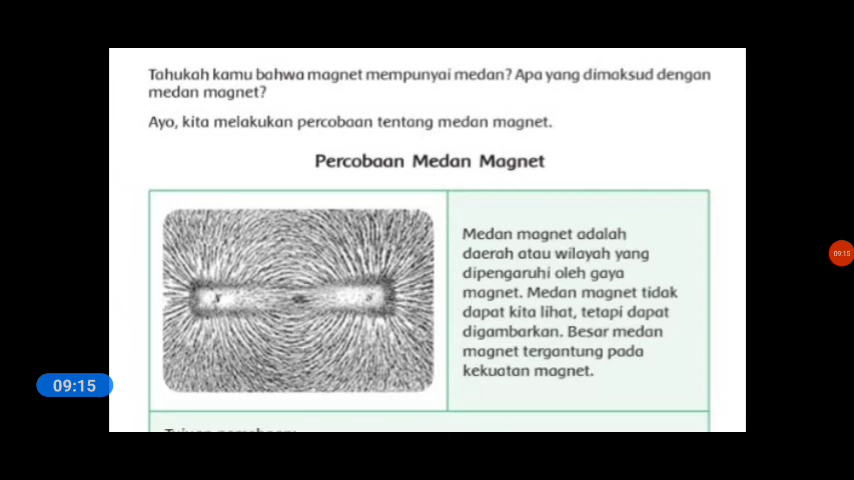 Tahukah kamu bahwa magnet mempunyai medan? Apa yang dimaksud dengan
medan magnet?
Ayo, kita melakukan percobaan tentang medan magnet.
Percobaan Medan Magnet
Medan magnet adalah
daerah atau wilayah yang
dipengaruhi oleh gaya
magnet. Medan magnet tidak
dapat kita lihat, tetapi dapat
digambarkan. Besar medan
magnet tergantung pada
kekuatan magnet.
09:15
09:15